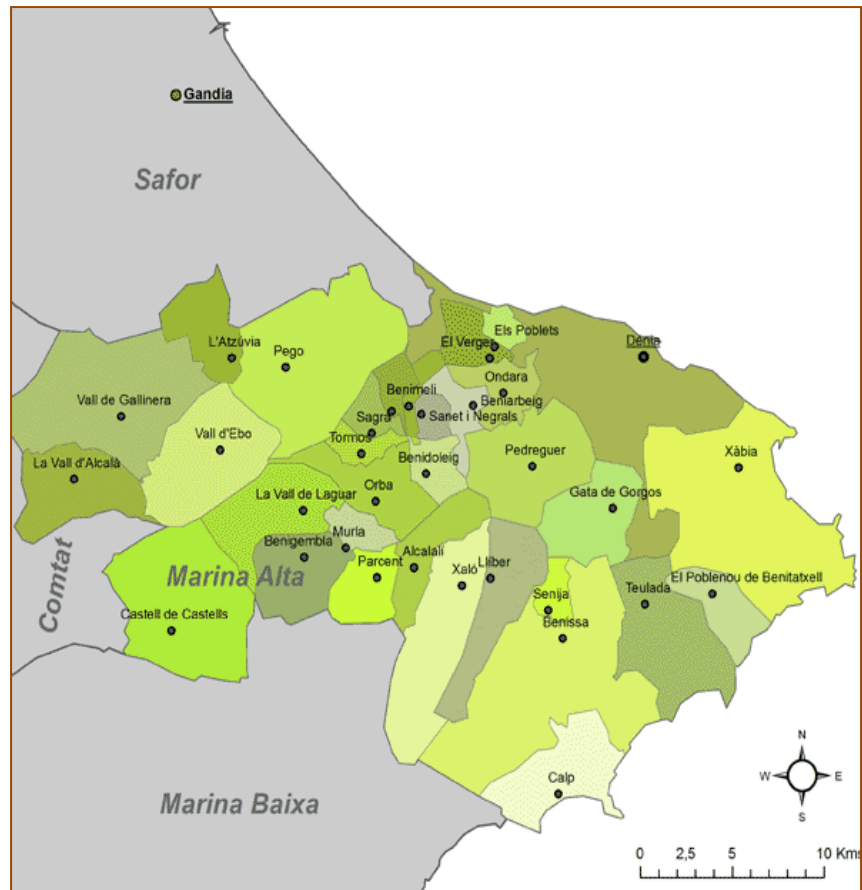 Gandia
Safor
L'Atzúvia
Pego
Els Poblets
El Verger
Dénia
Ondara
Benimeli
Beniarbeig
Vall de Gallinera
Sagra
Sanet i Negrals
Tormos
Vall d'Ebo
Xàbia
La Vall d'Alcalà
Benidoleig
Pedreguer
Orba
Gata de Gorgos
La Vall de Laguar
Murla
Benigembla
Alcalalí
Parcent
Xaló
Llíber
Marina Alta
Teulada
El Poblenou de Benitatxell
Comtat
Senija
Castell de Castells
Benissa
Calp
Marina Baixa
N
W
E
S
0 2,5 5 10 Kms